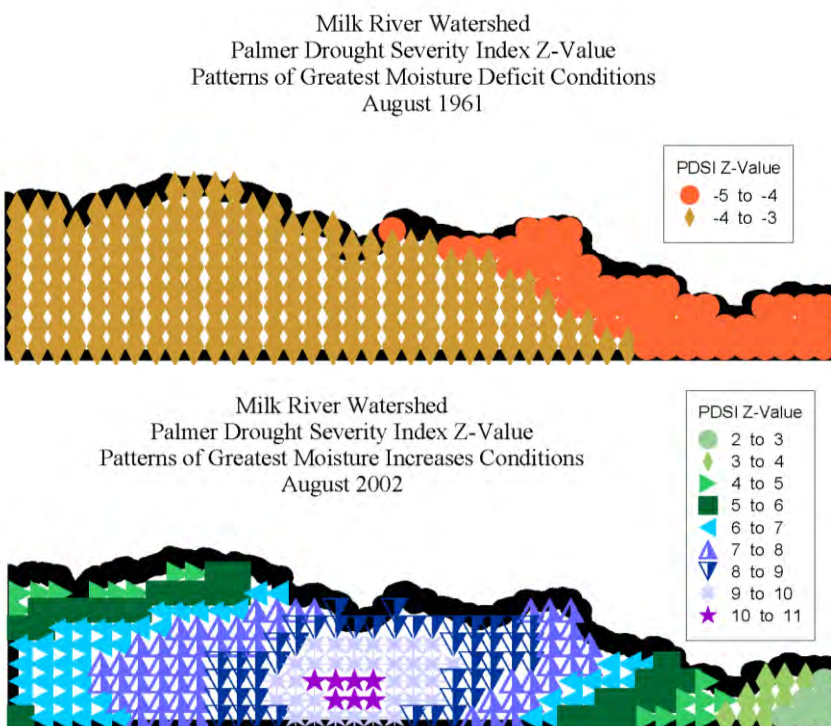 Milk River Watershed
Palmer Drought Severity Index Z-Value
Patterns of Greatest Moisture Deficit Conditions
August 1961
PDSI Z-Value
-5 to -4
-4 to -3
Milk River Watershed
Palmer Drought Severity Index Z-Value
Patterns of Greatest Moisture Increases Conditions
August 2002
PDSI Z-Value
2 to 3
3 to 4
4 to 5
5 to 6
6 to 7
7 to 8
8 to 9
9 to 10
10 to 11